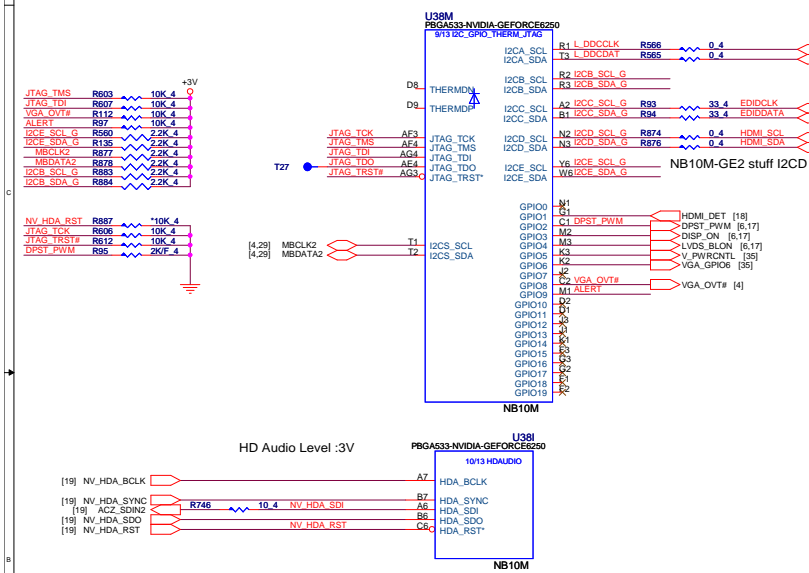 U38M
PBGA533-NVIDIA-GEFORCE6250
9/13 I2C_GPIO_THERM_JTAG
I2CA_SCL R1 L_DDCCLK R566 0_4
I2CA_SDA T3 L_DDCDAT R565 0_4
I2CB_SCL R2 I2CB_SCL_G
I2CB_SDA R3 I2CB_SDA_G
D8 THERMDN
D9 THERMDP
I2CC_SCL A2 I2CC_SCL_G R93 33_4 EDIDCLK
I2CC_SDA B1 I2CC_SDA_G R94 33_4 EDIDDATA
I2CD_SCL N2 I2CD_SCL_G R874 0_4 HDMI_SCL
I2CD_SDA N3 I2CD_SDA_G R876 0_4 HDMI_SDA
NB10M-GE2 stuff I2CD
I2CE_SCL Y6 I2CE_SCL_G
I2CE_SDA W6 I2CE_SDA_G
+3V
JTAG_TMS R603 10K_4
JTAG_TDI R607 10K_4
VGA_OVT# R112 10K_4
ALERT R97 10K_4
I2CE_SCL_G R560 2.2K_4
I2CE_SDA_G R135 2.2K_4
MBCLK2 R877 2.2K_4
MBDATA2 R878 2.2K_4
I2CB_SCL_G R883 2.2K_4
I2CB_SDA_G R884 2.2K_4
JTAG_TCK AF3 JTAG_TCK
JTAG_TMS AF4 JTAG_TMS
JTAG_TDI AG4 JTAG_TDI
T27 JTAG_TDO AE4 JTAG_TDO
JTAG_TRST# AG3 JTAG_TRST*
NV_HDA_RST R887 *10K_4
JTAG_TCK R606 10K_4
JTAG_TRST# R612 10K_4
DPST_PWM R95 2K/F_4
[4,29] MBCLK2 T1 I2CS_SCL
[4,29] MBDATA2 T2 I2CS_SDA
GPIO0 N1
GPIO1 G1 HDMI_DET [18]
GPIO2 C1 DPST_PWM DPST_PWM [6,17]
GPIO3 M2 DISP_ON [6,17]
GPIO4 M3 LVDS_BLON [6,17]
GPIO5 K3 V_PWRCNTL [35]
GPIO6 K2 VGA_GPIO6 [35]
GPIO7 J2
GPIO8 C2 VGA_OVT# VGA_OVT# [4]
GPIO9 M1 ALERT
GPIO10 D2
GPIO11 D1
GPIO12 J3
GPIO13 J1
GPIO14 K1
GPIO15 F3
GPIO16 G3
GPIO17 G2
GPIO18 F1
GPIO19 F2
NB10M
HD Audio Level :3V
U38I
PBGA533-NVIDIA-GEFORCE6250
10/13 HDAUDIO
[19] NV_HDA_BCLK A7 HDA_BCLK
[19] NV_HDA_SYNC B7 HDA_SYNC
[19] ACZ_SDIN2 R746 10_4 NV_HDA_SDI A6 HDA_SDI
[19] NV_HDA_SDO B6 HDA_SDO
[19] NV_HDA_RST NV_HDA_RST C6 HDA_RST*
NB10M
C
B